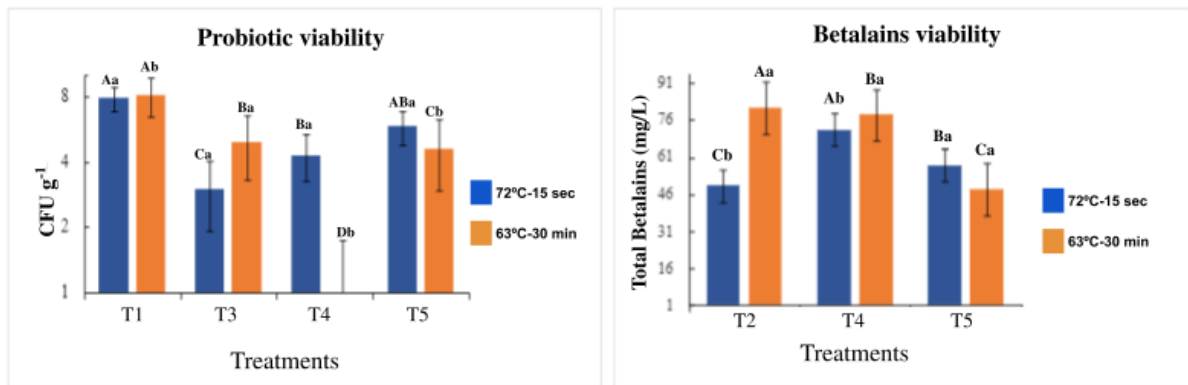 Probiotic viability
CFU g-1
8
4
2
1
Aa
Ab
Ca
Ba
Ba
Db
ABa
Cb
T1
T3
T4
T5
Treatments
72ºC-15 sec
63ºC-30 min
Betalains viability
Total Betalains (mg/L)
91
76
61
46
31
16
1
Cb
Aa
Ab
Ba
Ba
Ca
T2
T4
T5
Treatments
72ºC-15 sec
63ºC-30 min